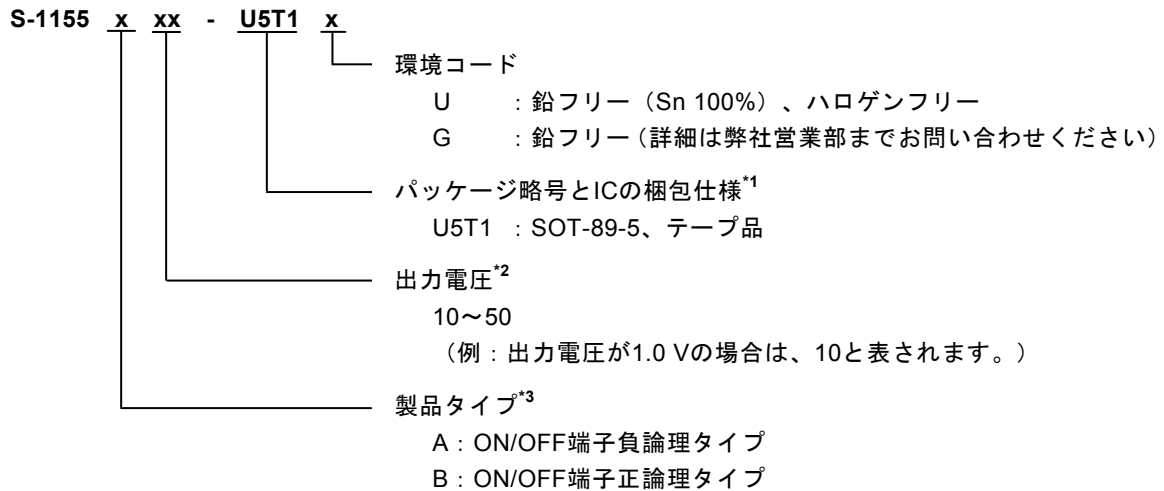 S-1155 x xx - U5T1 x
環境コード
U ：鉛フリー（Sn 100%）、ハロゲンフリー
G ：鉛フリー（詳細は弊社営業部までお問い合わせください）
パッケージ略号とICの梱包仕様*1
U5T1 ：SOT-89-5、テープ品
出力電圧*2
10～50
（例：出力電圧が1.0 Vの場合は、10と表されます。）
製品タイプ*3
A：ON/OFF端子負論理タイプ
B：ON/OFF端子正論理タイプ